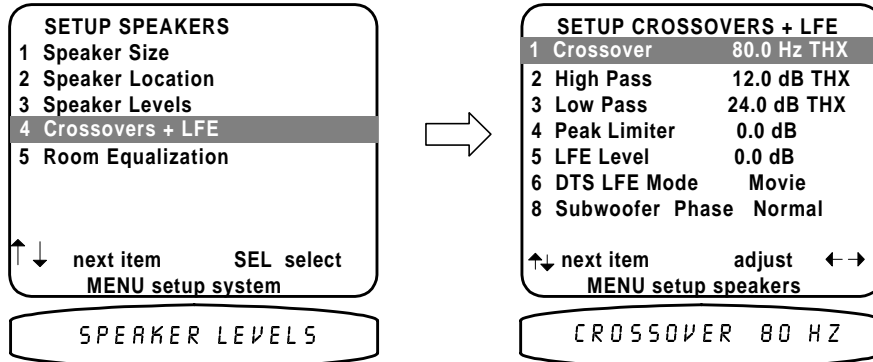 SETUP SPEAKERS
1 Speaker Size
2 Speaker Location
3 Speaker Levels
4 Crossovers + LFE
5 Room Equalization
↑↓ next item SEL select
MENU setup system
SPEAKER LEVELS
SETUP CROSSOVERS + LFE
1 Crossover 80.0 Hz THX
2 High Pass 12.0 dB THX
3 Low Pass 24.0 dB THX
4 Peak Limiter 0.0 dB
5 LFE Level 0.0 dB
6 DTS LFE Mode Movie
8 Subwoofer Phase Normal
↑↓ next item adjust ←→
MENU setup speakers
CROSSOVER 80 HZ